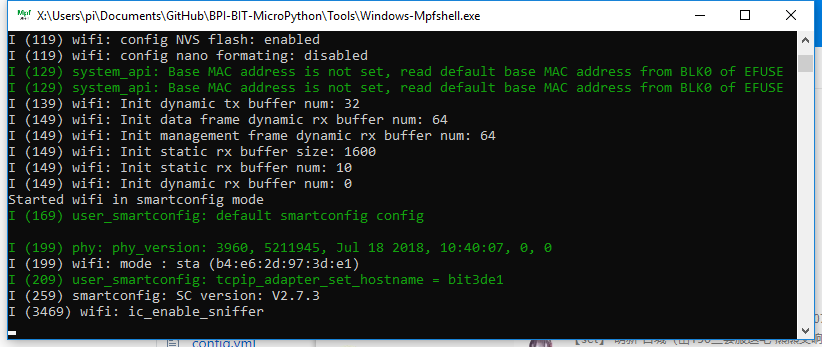 Mpf X:\Users\pi\Documents\GitHub\BPI-BIT-MicroPython\Tools\Windows-Mpfshell.exe
I (119) wifi: config NVS flash: enabled
I (119) wifi: config nano formating: disabled
I (129) system_api: Base MAC address is not set, read default base MAC address from BLK0 of EFUSE
I (129) system_api: Base MAC address is not set, read default base MAC address from BLK0 of EFUSE
I (139) wifi: Init dynamic tx buffer num: 32
I (149) wifi: Init data frame dynamic rx buffer num: 64
I (149) wifi: Init management frame dynamic rx buffer num: 64
I (149) wifi: Init static rx buffer size: 1600
I (149) wifi: Init static rx buffer num: 10
I (149) wifi: Init dynamic rx buffer num: 0
Started wifi in smartconfig mode
I (169) user_smartconfig: default smartconfig config
I (199) phy: phy_version: 3960, 5211945, Jul 18 2018, 10:40:07, 0, 0
I (199) wifi: mode : sta (b4:e6:2d:97:3d:e1)
I (209) user_smartconfig: tcpip_adapter_set_hostname = bit3de1
I (259) smartconfig: SC version: V2.7.3
I (3469) wifi: ic_enable_sniffer
config.yml